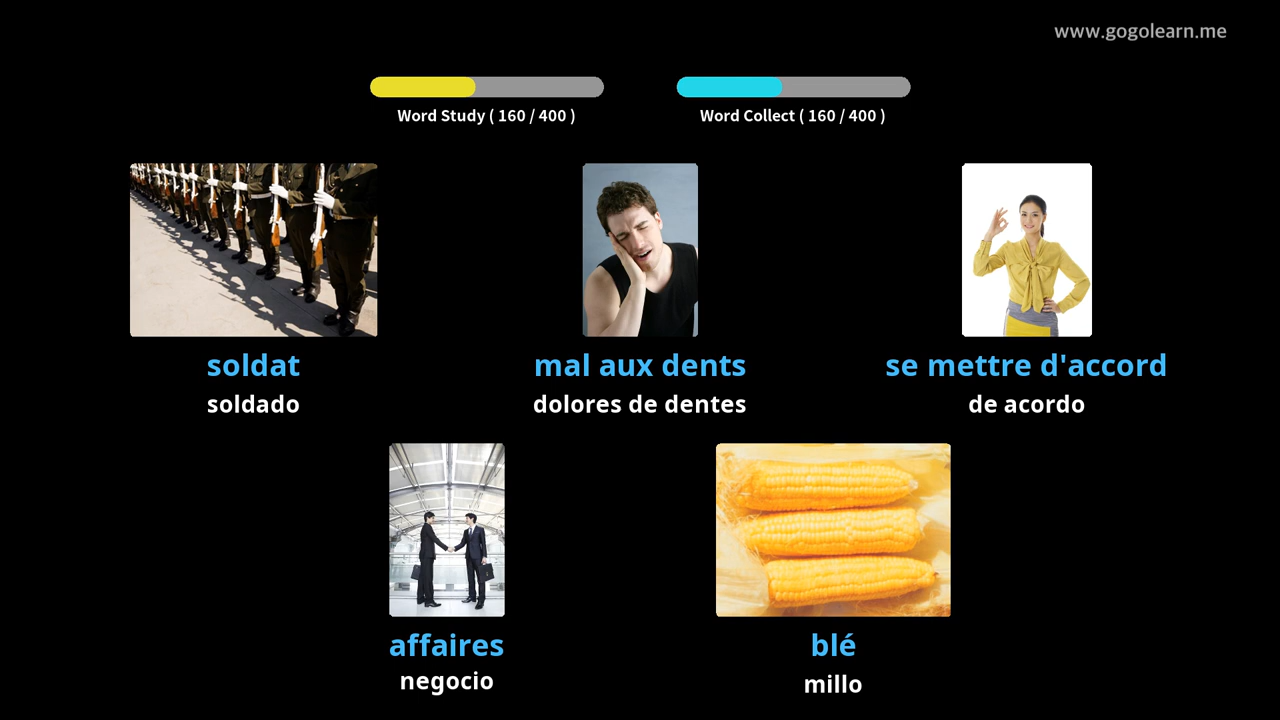 www.gogolearn.me
Word Study ( 160 / 400 )
Word Collect ( 160 / 400 )
soldat
soldado
mal aux dents
dolores de dentes
se mettre d'accord
de acordo
affaires
negocio
blé
millo